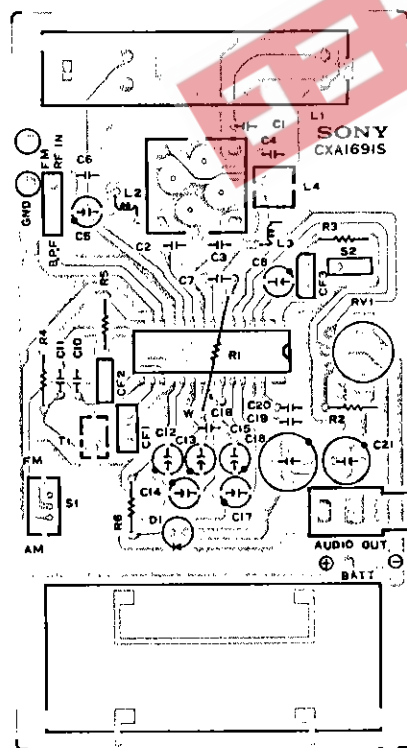 L1
C1
SONY
CXA1691S
C4
FM
RF IN
C6
L2
L4
GND
C5
B.P.F
C2
C3
L3
R3
S2
C7
C8
CF3
R5
RV1
R4
C11
C10
R1
CF2
C20
C19
R2
W
C16
T1
CF1
C12
C13
C15
C18
C21
FM
S1
AM
C14
C17
R6
D1
AUDIO OUT
BATT